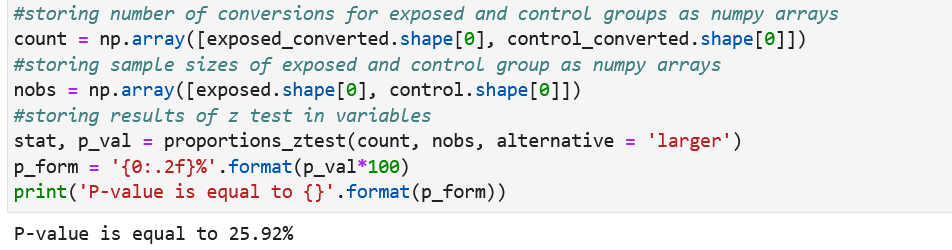 #storing number of conversions for exposed and control groups as numpy arrays
count = np.array([exposed_converted.shape[0], control_converted.shape[0]])
#storing sample sizes of exposed and control group as numpy arrays
nobs = np.array([exposed.shape[0], control.shape[0]])
#storing results of z test in variables
stat, p_val = proportions_ztest(count, nobs, alternative = 'larger')
p_form = '{0:.2f}%'.format(p_val*100)
print('P-value is equal to {}'.format(p_form))
P-value is equal to 25.92%